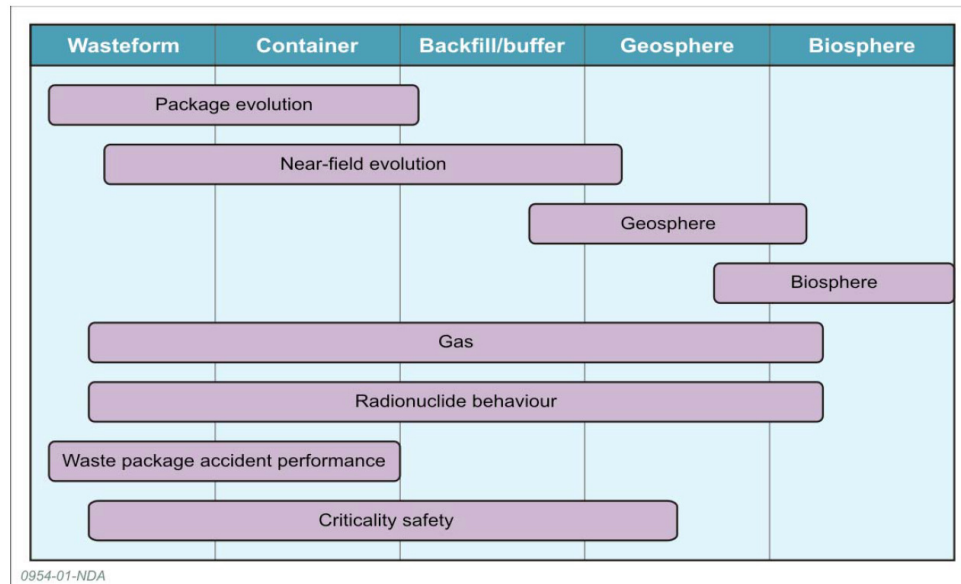 Wasteform Container Backfill/buffer Geosphere Biosphere
Package evolution
Near-field evolution
Geosphere
Biosphere
Gas
Radionuclide behaviour
Waste package accident performance
Criticality safety
0954-01-NDA